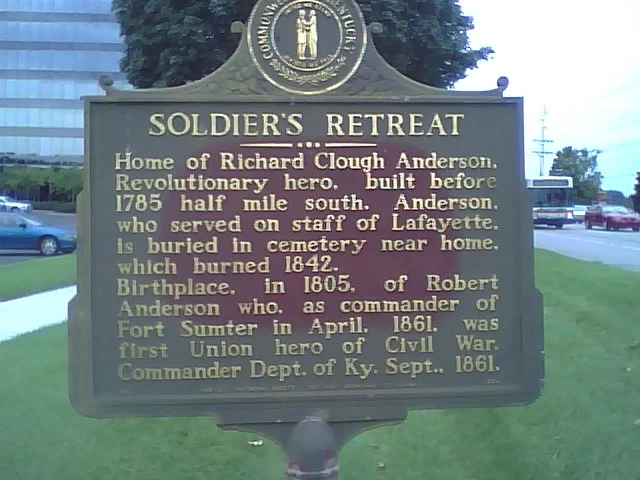 COMMONWEALTH KENTUCKY
SOLDIER'S RETREAT
Home of Richard Clough Anderson,
Revolutionary hero, built before
1785 half mile south. Anderson,
who served on staff of Lafayette,
is buried in cemetery near home,
which burned 1842.
Birthplace, in 1805, of Robert
Anderson who, as commander of
Fort Sumter in April, 1861, was
first Union hero of Civil War.
Commander Dept. of Ky. Sept., 1861.